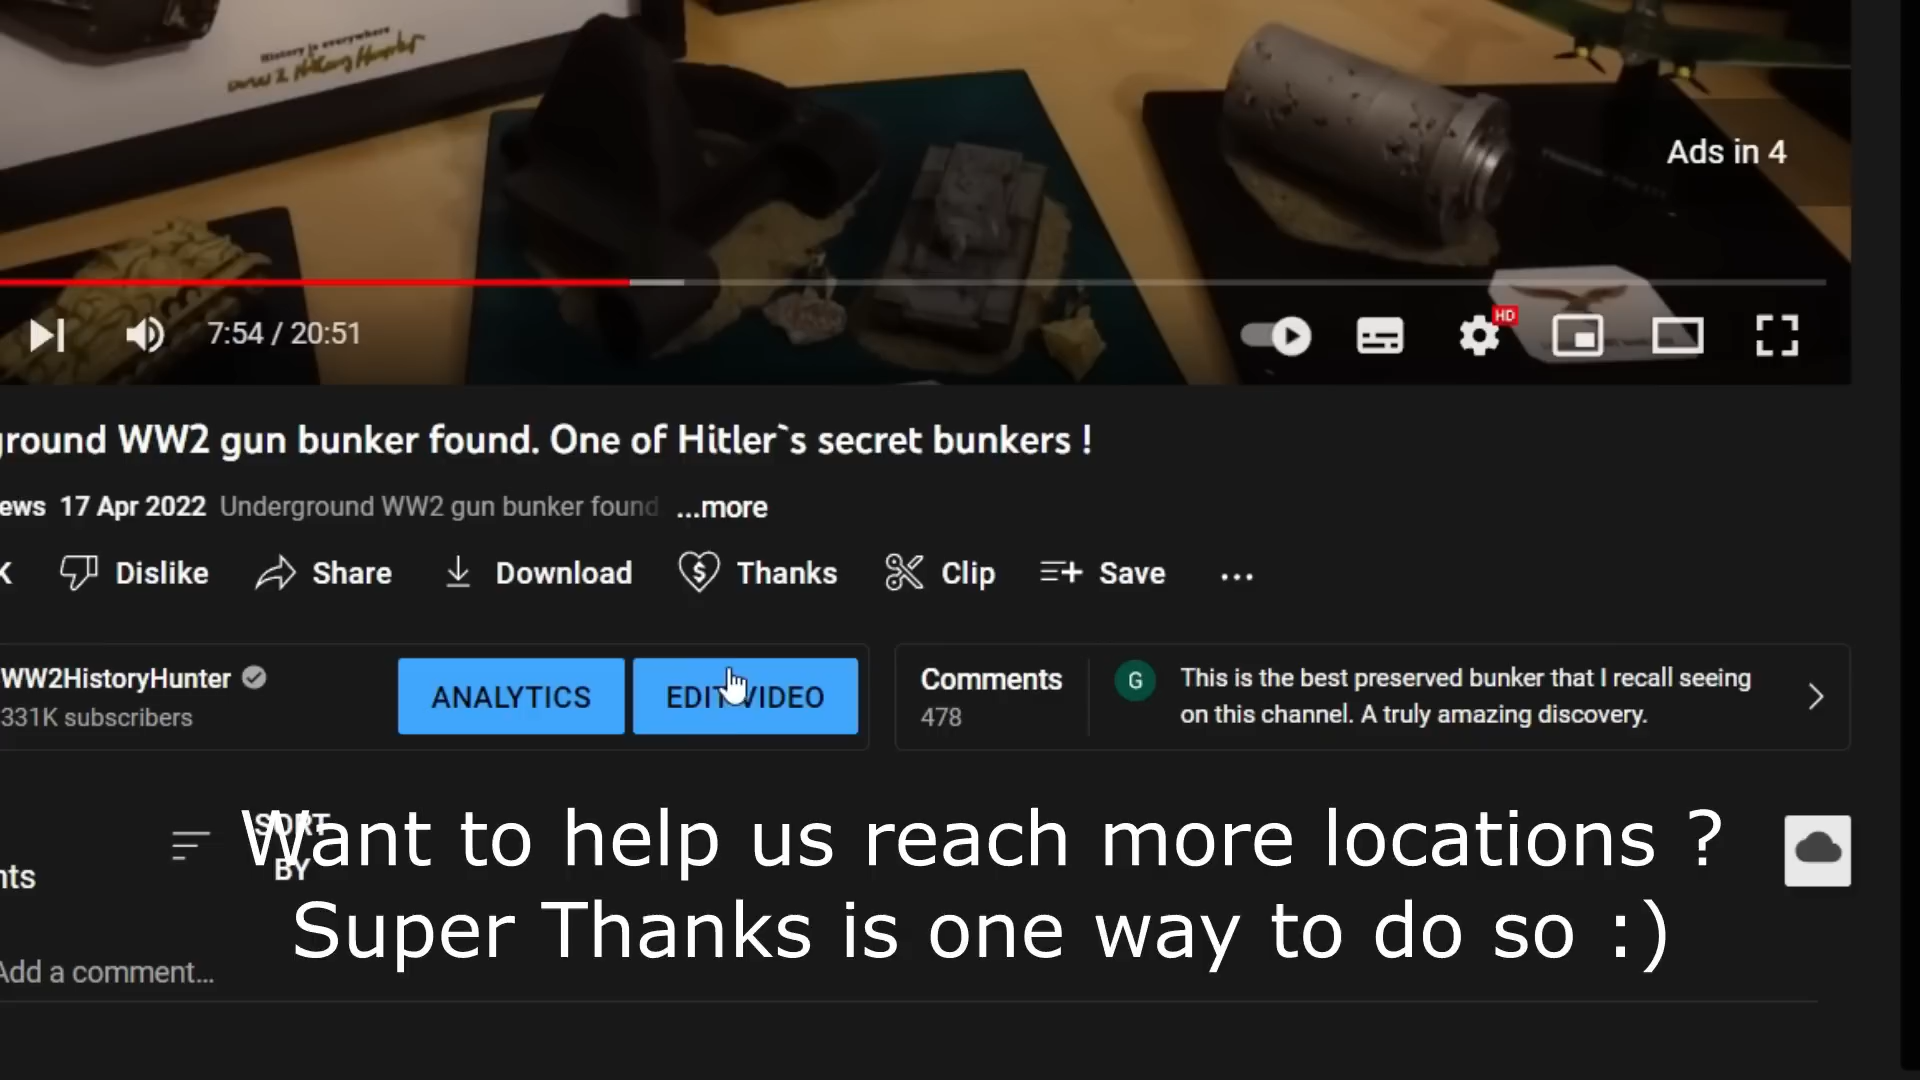 History is everywhere
Ads in 4
HD
7:54 / 20:51
ground WW2 gun bunker found. One of Hitler`s secret bunkers !
ews 17 Apr 2022 Underground WW2 gun bunker found ...more
K Dislike Share Download Thanks Clip Save ...
WW2HistoryHunter
331K subscribers
ANALYTICS
EDIT VIDEO
Comments
478
G
This is the best preserved bunker that I recall seeing
on this channel. A truly amazing discovery.
SORT
BY
nts
Want to help us reach more locations ?
Super Thanks is one way to do so :)
Add a comment...